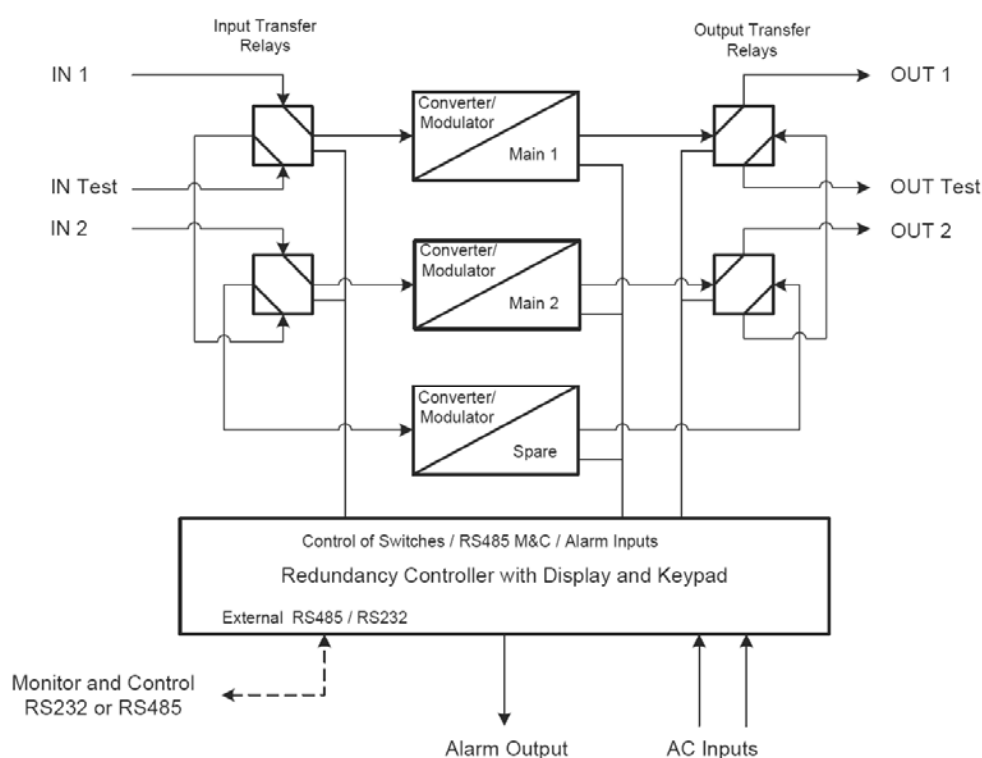 Input Transfer
Relays
Output Transfer
Relays
IN 1
OUT 1
Converter/
Modulator
Main 1
IN Test
OUT Test
IN 2
OUT 2
Converter/
Modulator
Main 2
Converter/
Modulator
Spare
Control of Switches / RS485 M&C / Alarm Inputs
Redundancy Controller with Display and Keypad
External RS485 / RS232
Monitor and Control
RS232 or RS485
Alarm Output
AC Inputs